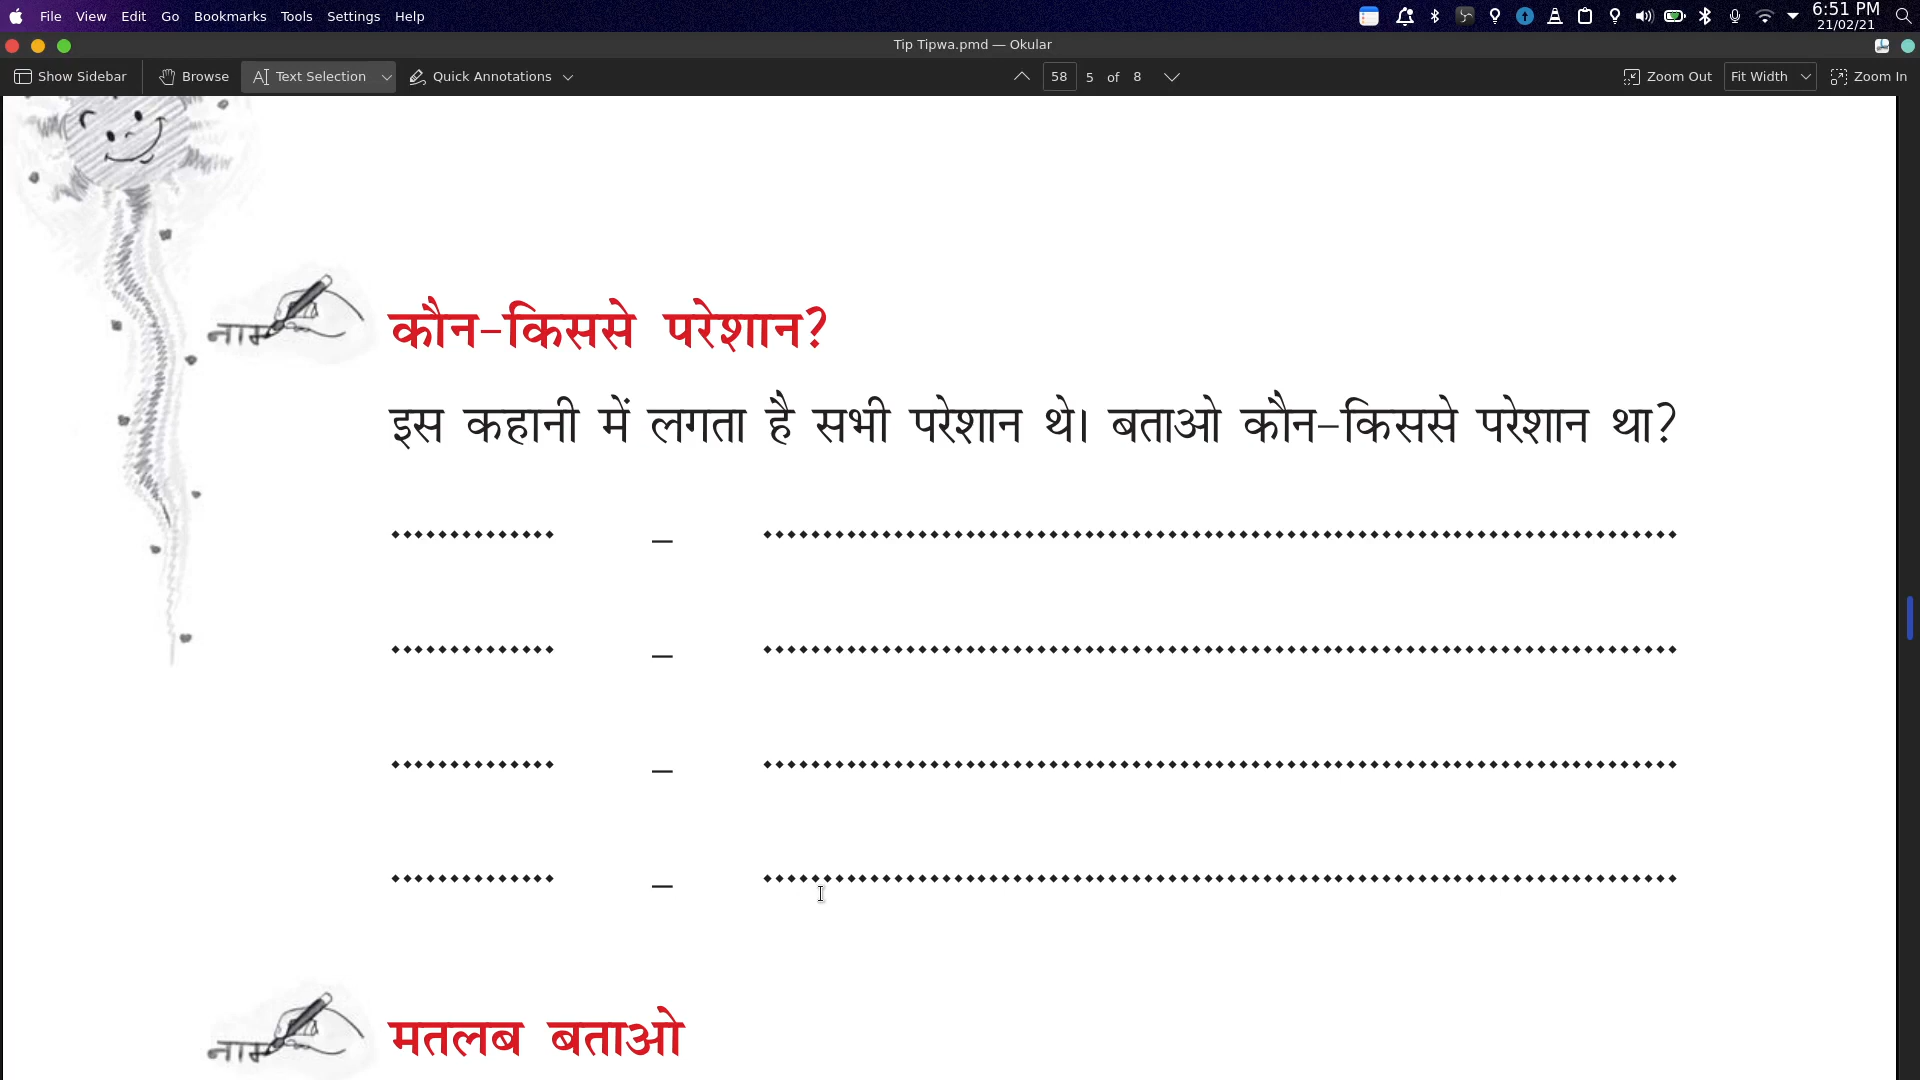 File View Edit Go Bookmarks Tools Settings Help 6:51 PM
21/02/21
Tip Tipwa.pmd — Okular
Show Sidebar Browse Text Selection Quick Annotations 58 5 of 8 Zoom Out Fit Width Zoom In
नाम
कौन-किससे परेशान?
इस कहानी में लगता है सभी परेशान थे। बताओ कौन-किससे परेशान था?
.............. – ..............................................................................
.............. – ..............................................................................
.............. – ..............................................................................
.............. – ..............................................................................
नाम
मतलब बताओ